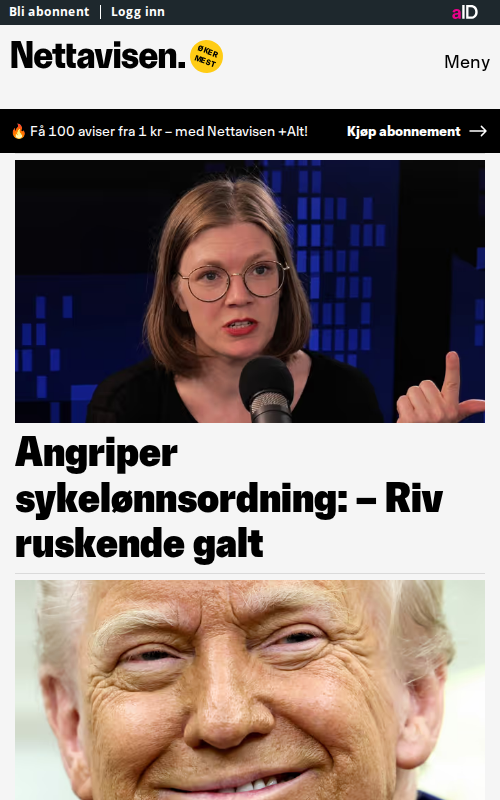 Bli abonnent | Logg inn
aID
Nettavisen.
ØKER
MEST
Meny
🔥 Få 100 aviser fra 1 kr – med Nettavisen +Alt!
Kjøp abonnement →
Angriper
sykelønnsordning: – Riv
ruskende galt